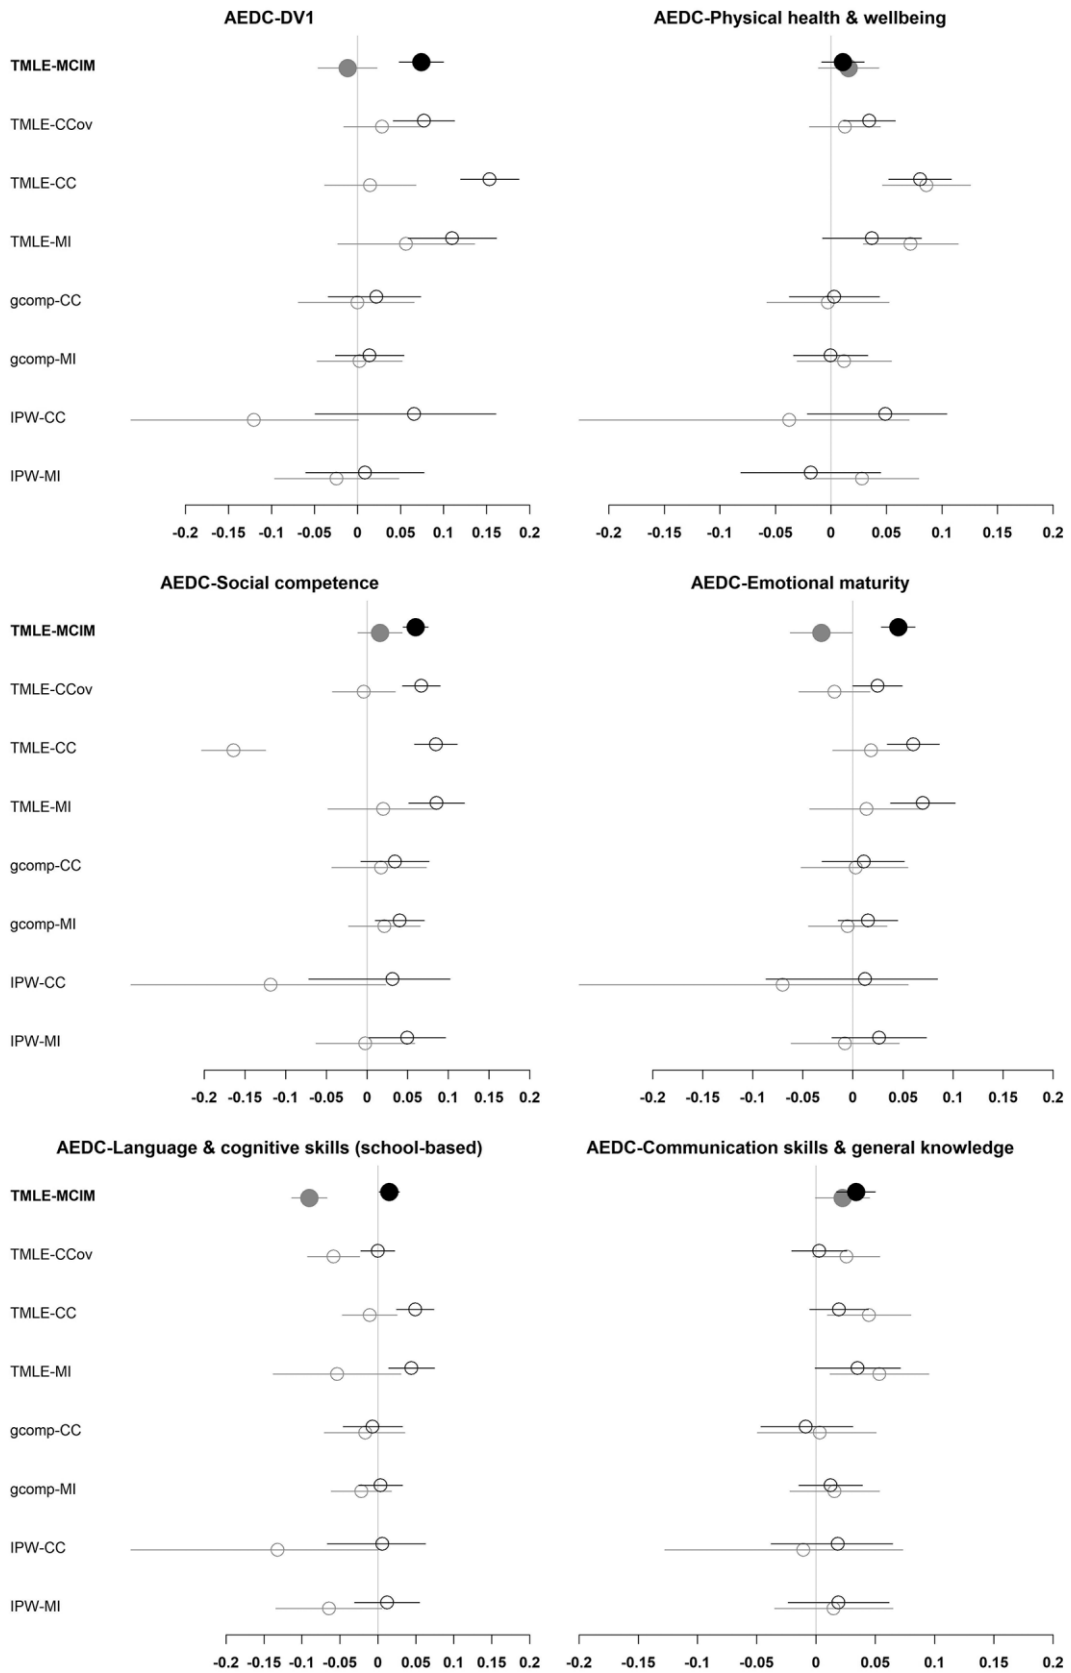 AEDC-DV1
AEDC-Physical health & wellbeing
TMLE-MCIM
TMLE-CCov
TMLE-CC
TMLE-MI
gcomp-CC
gcomp-MI
IPW-CC
IPW-MI
-0.2 -0.15 -0.1 -0.05 0 0.05 0.1 0.15 0.2
-0.2 -0.15 -0.1 -0.05 0 0.05 0.1 0.15 0.2
AEDC-Social competence
AEDC-Emotional maturity
TMLE-MCIM
TMLE-CCov
TMLE-CC
TMLE-MI
gcomp-CC
gcomp-MI
IPW-CC
IPW-MI
-0.2 -0.15 -0.1 -0.05 0 0.05 0.1 0.15 0.2
-0.2 -0.15 -0.1 -0.05 0 0.05 0.1 0.15 0.2
AEDC-Language & cognitive skills (school-based)
AEDC-Communication skills & general knowledge
TMLE-MCIM
TMLE-CCov
TMLE-CC
TMLE-MI
gcomp-CC
gcomp-MI
IPW-CC
IPW-MI
-0.2 -0.15 -0.1 -0.05 0 0.05 0.1 0.15 0.2
-0.2 -0.15 -0.1 -0.05 0 0.05 0.1 0.15 0.2